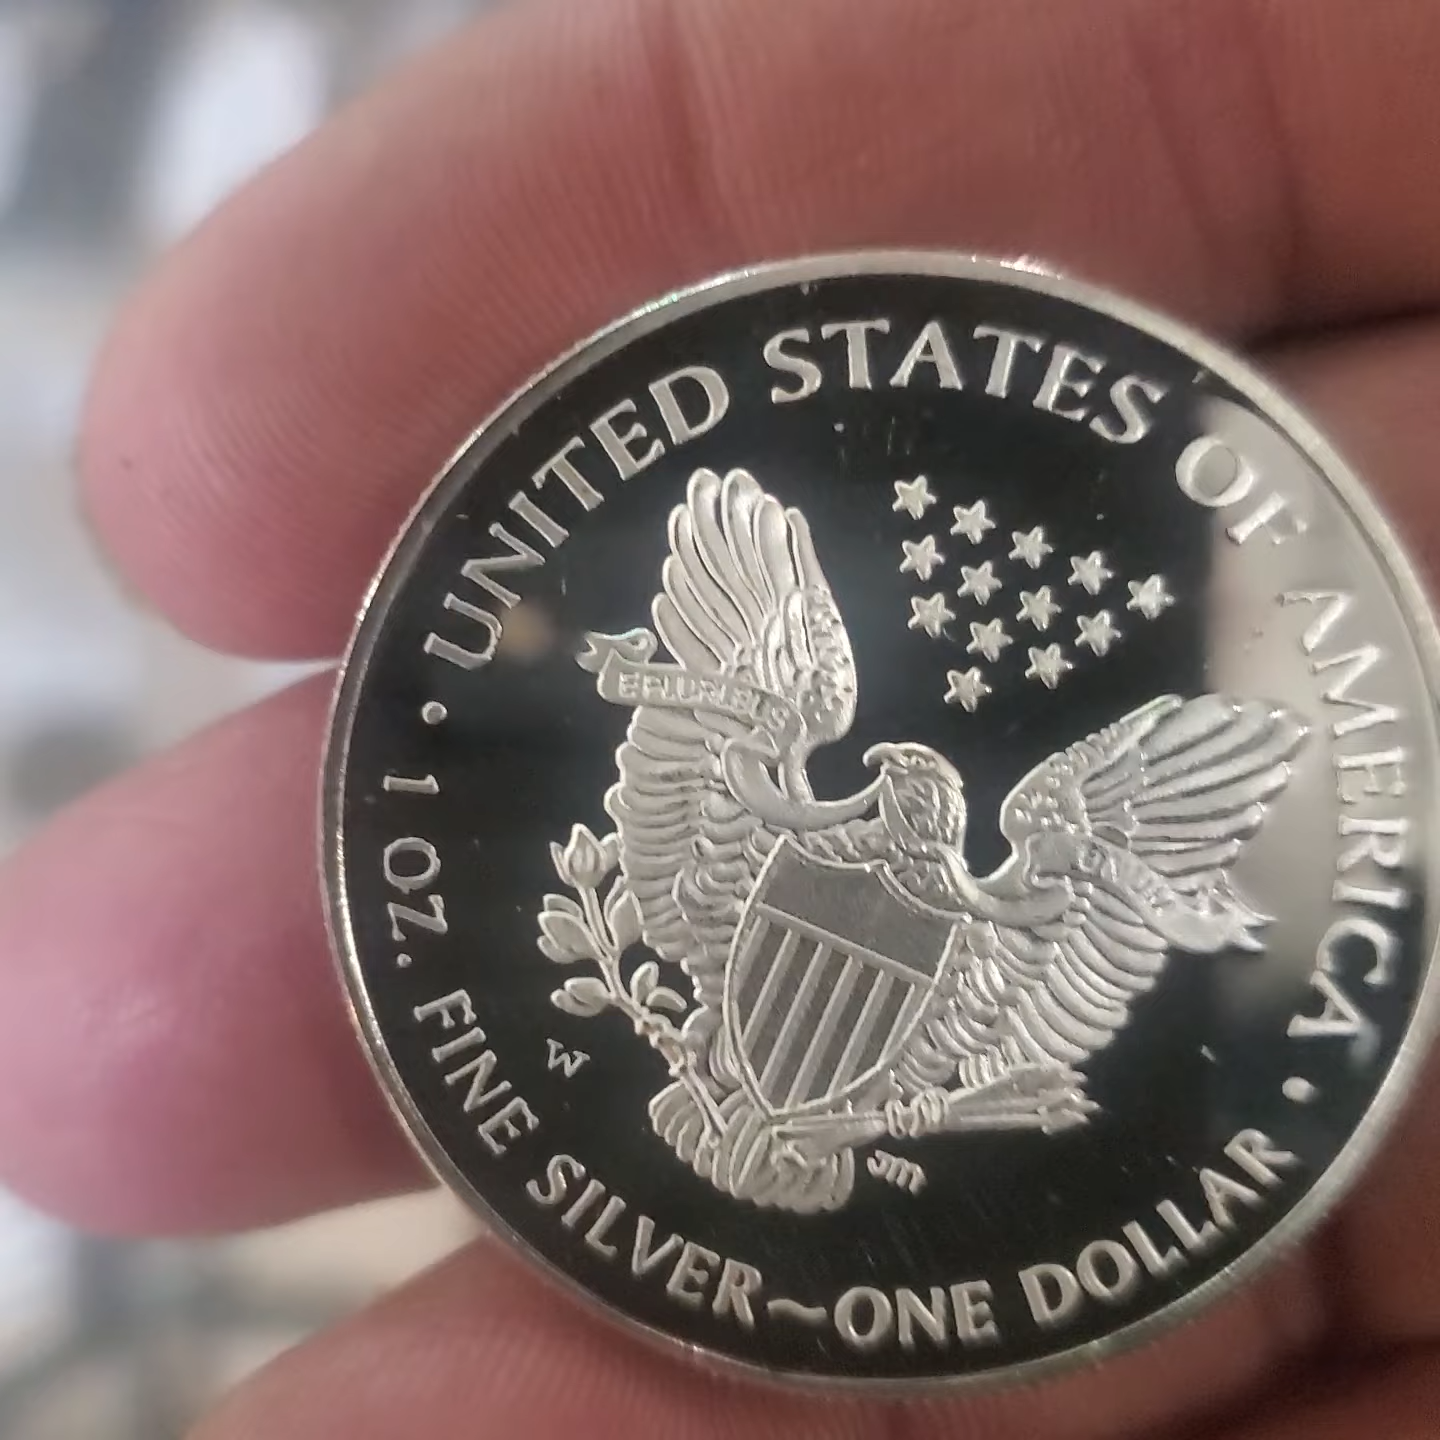 UNITED STATES OF AMERICA
E PLURIBUS
UNUM
W
JM
1 OZ. FINE SILVER~ONE DOLLAR